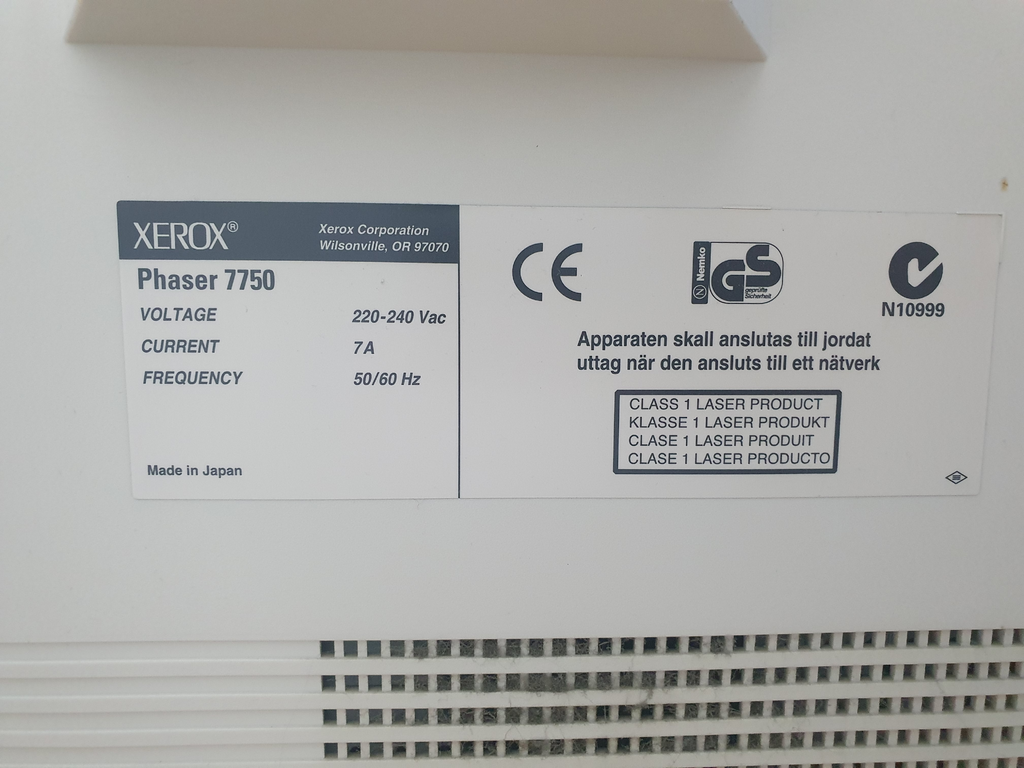 XEROX®
Xerox Corporation
Wilsonville, OR 97070
Phaser 7750
VOLTAGE 220-240 Vac
CURRENT 7A
FREQUENCY 50/60 Hz
Made in Japan
CE
Nemko
N
GS
geprüfte
Sicherheit
N10999
Apparaten skall anslutas till jordat
uttag när den ansluts till ett nätverk
CLASS 1 LASER PRODUCT
KLASSE 1 LASER PRODUKT
CLASE 1 LASER PRODUIT
CLASE 1 LASER PRODUCTO